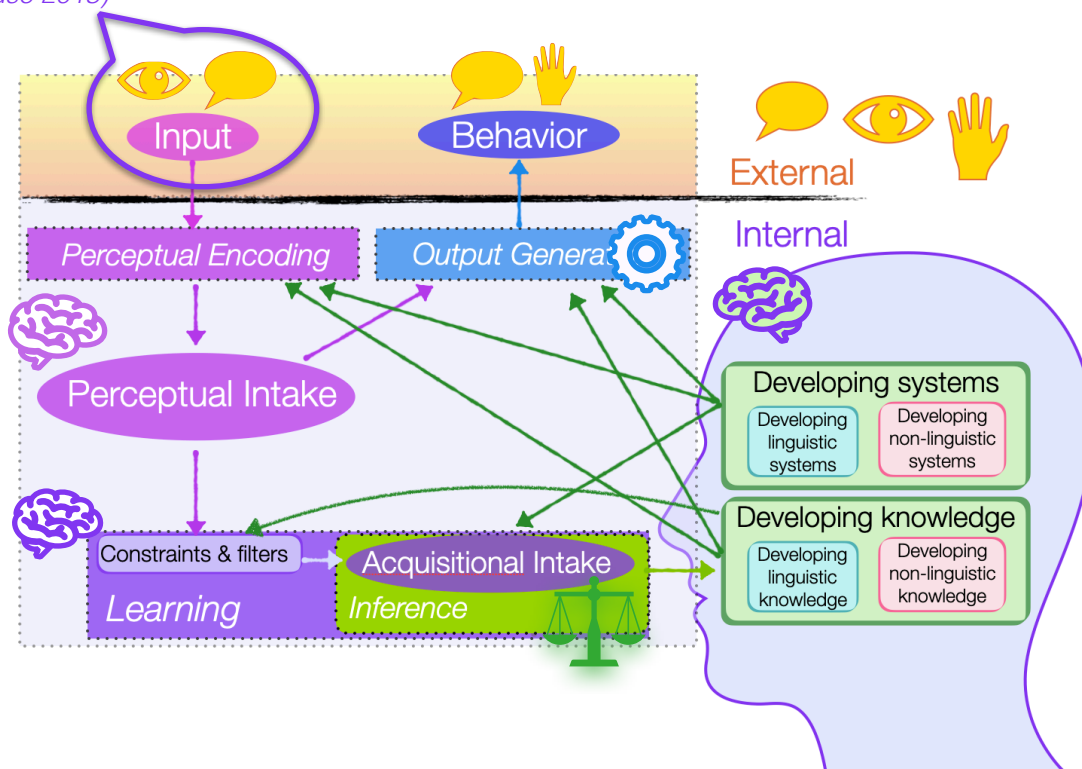 2015)
Input
Behavior
External
Internal
Perceptual Encoding
Output Genera
Perceptual Intake
Developing systems
Developing
linguistic
systems
Developing
non-linguistic
systems
Developing knowledge
Developing
linguistic
knowledge
Developing
non-linguistic
knowledge
Constraints & filters
Acquisitional Intake
Learning
Inference